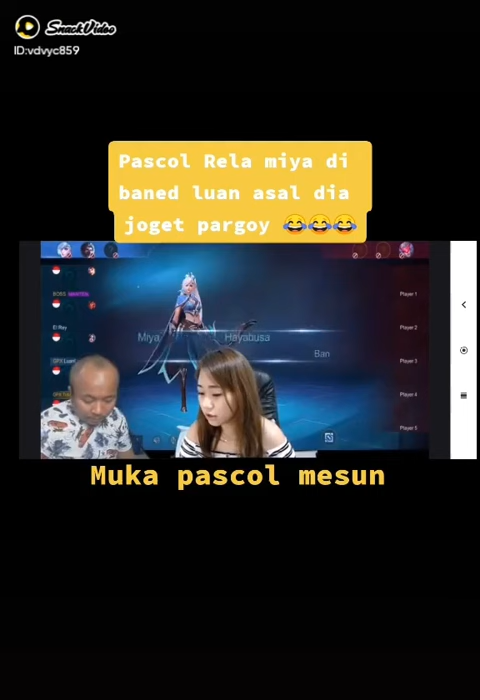 SnackVideo
ID:vdvyc859
Pascol Rela miya di
baned luan asal dia
joget pargoy 😂😂😂
Player 1
El Rey
Player 2
Miya
Hayabusa
Ban
Player 3
Player 4
Player 5
Muka pascol mesun